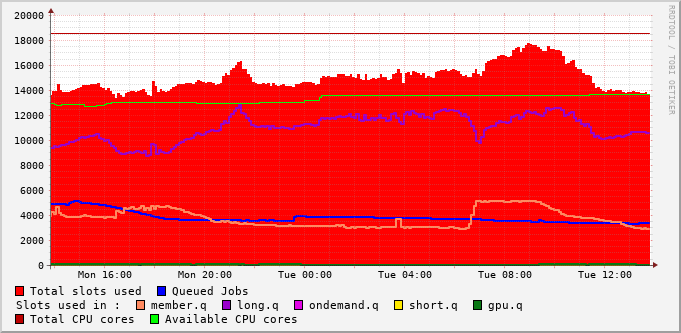 20000
18000
16000
14000
12000
10000
8000
6000
4000
2000
0
Mon 16:00 Mon 20:00 Tue 00:00 Tue 04:00 Tue 08:00 Tue 12:00
Total slots used Queued Jobs
Slots used in : member.q long.q ondemand.q short.q gpu.q
Total CPU cores Available CPU cores
RRDTOOL / TOBI OETIKER